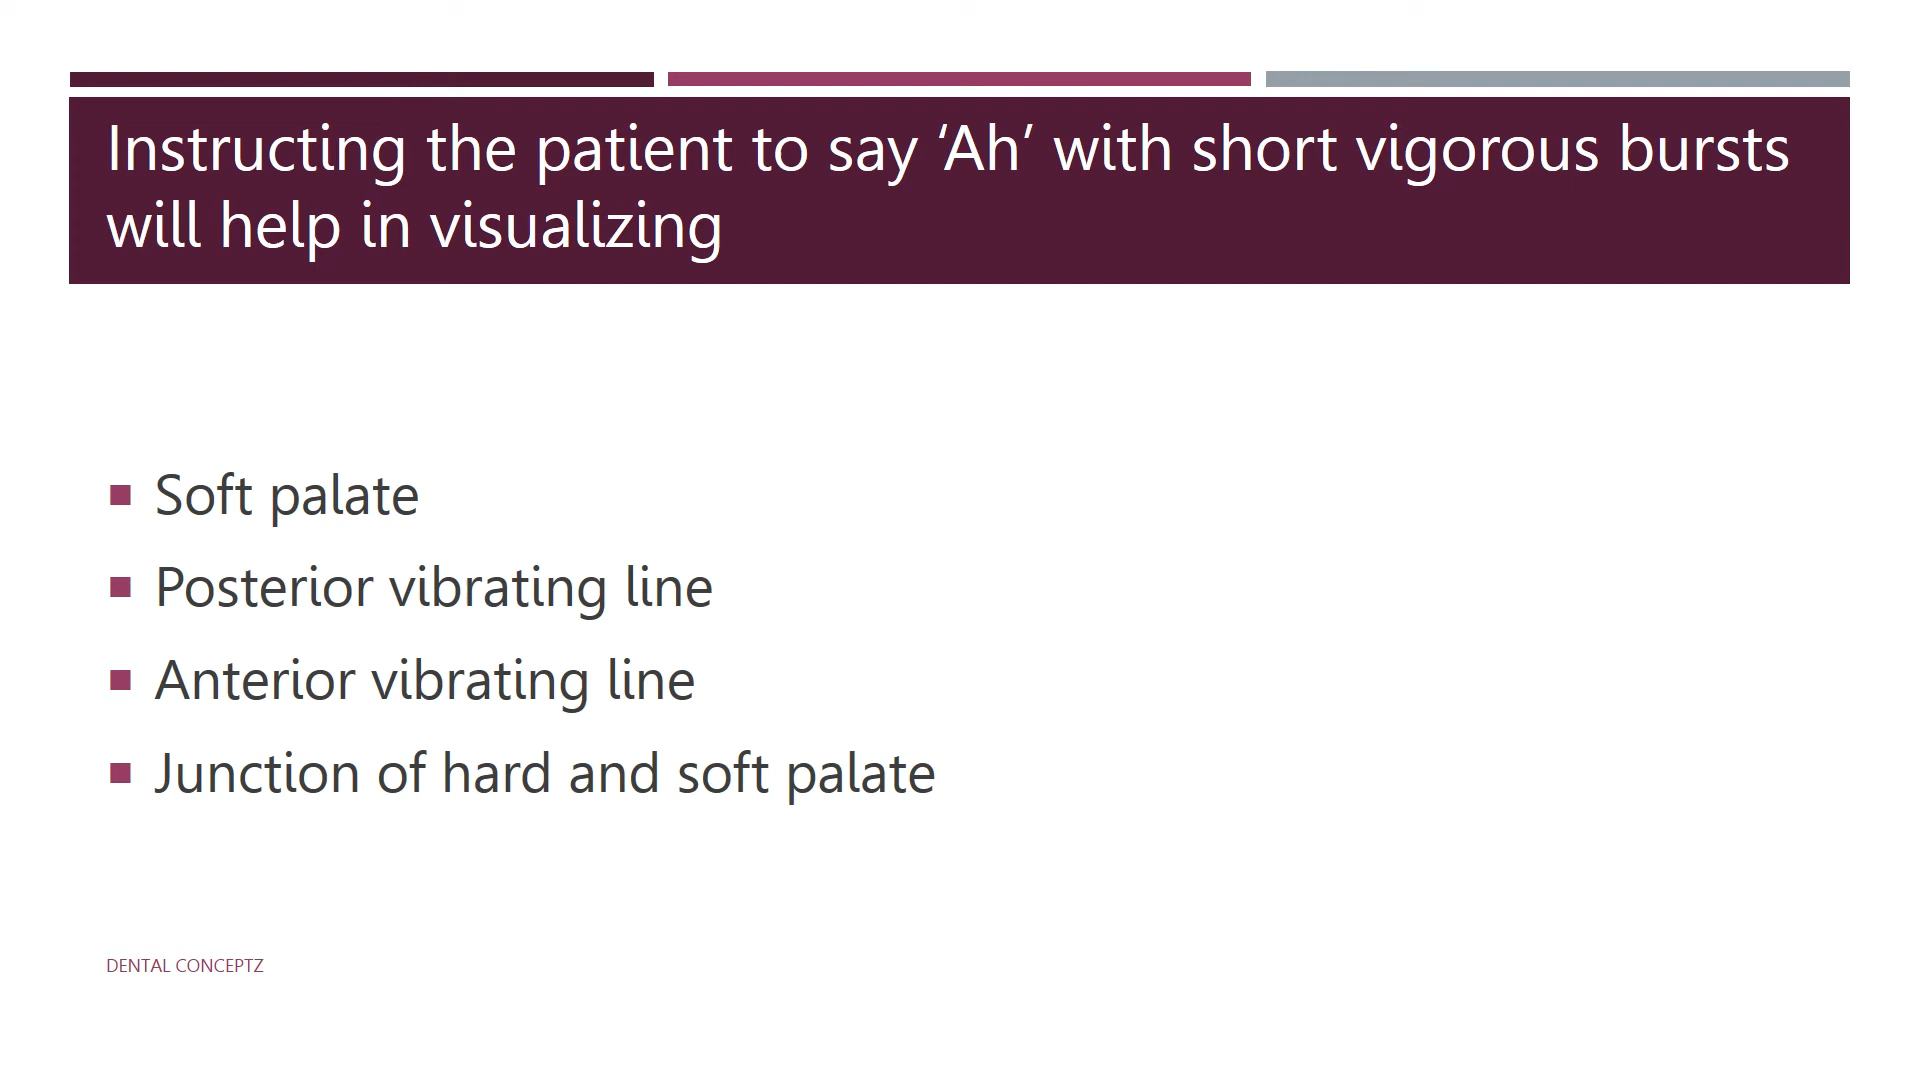 Instructing the patient to say ‘Ah’ with short vigorous bursts
will help in visualizing
Soft palate
Posterior vibrating line
Anterior vibrating line
Junction of hard and soft palate
DENTAL CONCEPTZ